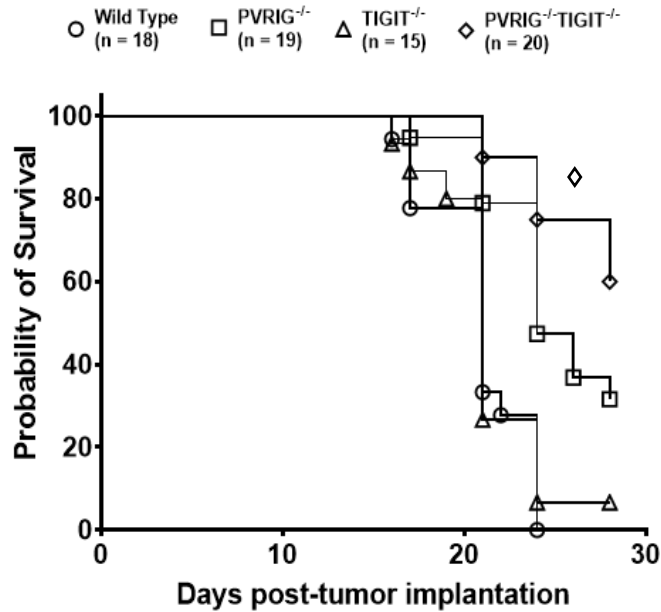 Wild Type PVRIG-/- TIGIT-/- PVRIG-/-TIGIT-/-
(n = 18) (n = 19) (n = 15) (n = 20)
100
80
60
40
20
0
0 10 20 30
Probability of Survival
Days post-tumor implantation